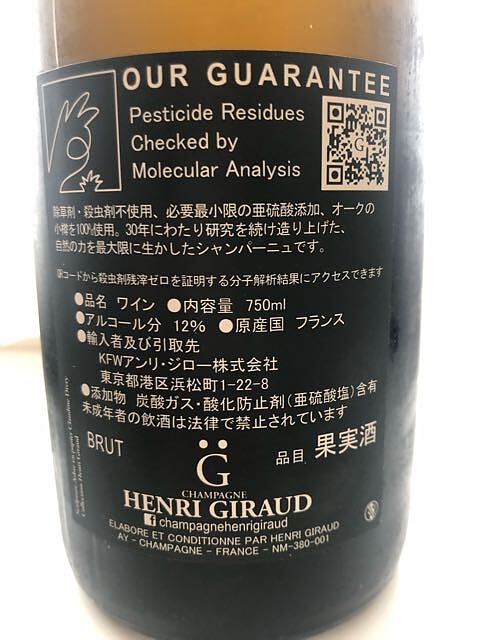 OUR GUARANTEE
Pesticide Residues
Checked by
Molecular Analysis
除草剤・殺虫剤不使用、必要最小限の亜硫酸添加、オークの
小樽を100%使用。30年にわたり研究を続け造り上げた、
自然の力を最大限に生かしたシャンパーニュです。
QRコードから殺虫剤残滓ゼロを証明する分子解析結果にアクセスできます
●品名 ワイン ●内容量 750ml
●アルコール分 12% ●原産国 フランス
●輸入者及び引取先
KFWアンリ・ジロー株式会社
東京都港区浜松町1-22-8
●添加物 炭酸ガス・酸化防止剤(亜硫酸塩)含有
未成年者の飲酒は法律で禁止されています
BRUT
品目 果実酒
G
CHAMPAGNE
HENRI GIRAUD
champagnehenrigiraud
ELABORE ET CONDITIONNE PAR HENRI GIRAUD
AY - CHAMPAGNE - FRANCE - NM-380-001